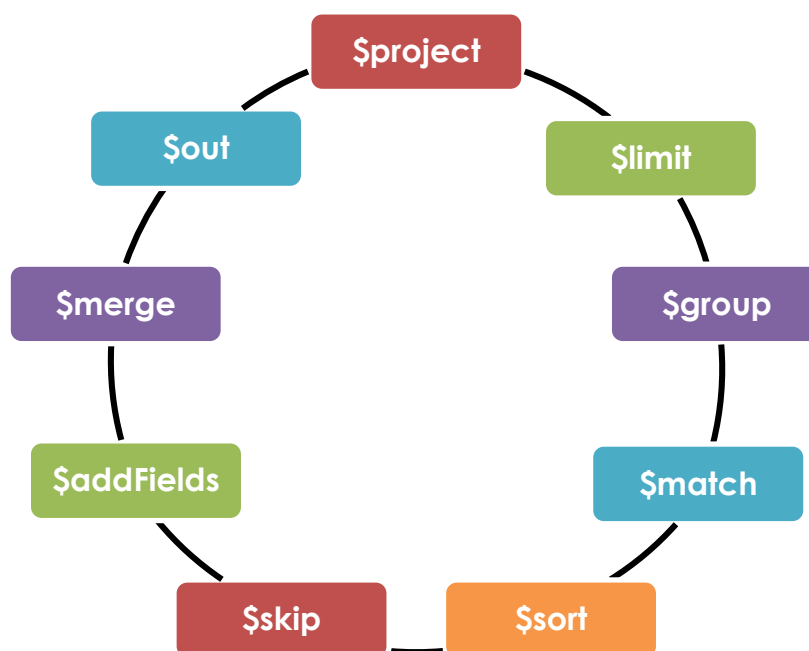 $project
$out
$limit
$merge
$group
$addFields
$match
$skip
$sort